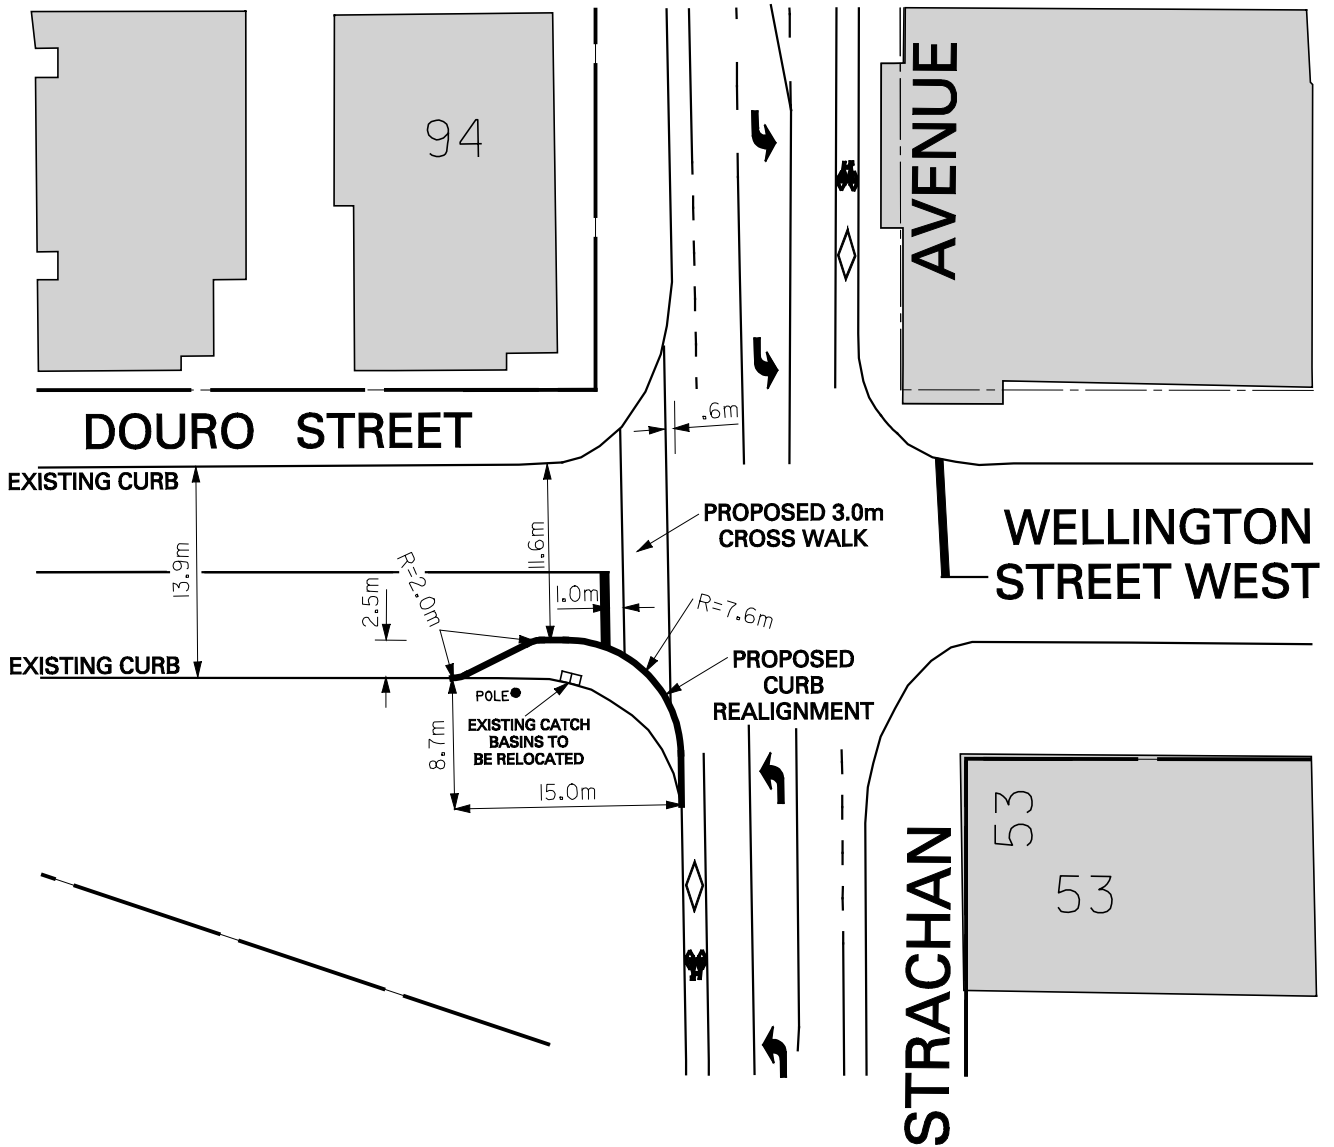 94
AVENUE
.6m
DOURO STREET
EXISTING CURB
13.9m
11.6m
PROPOSED 3.0m
CROSS WALK
WELLINGTON
STREET WEST
R=2.0m
2.5m
1.0m
R=7.6m
EXISTING CURB
PROPOSED
CURB
REALIGNMENT
POLE
EXISTING CATCH
BASINS TO
BE RELOCATED
8.7m
15.0m
53
53
STRACHAN